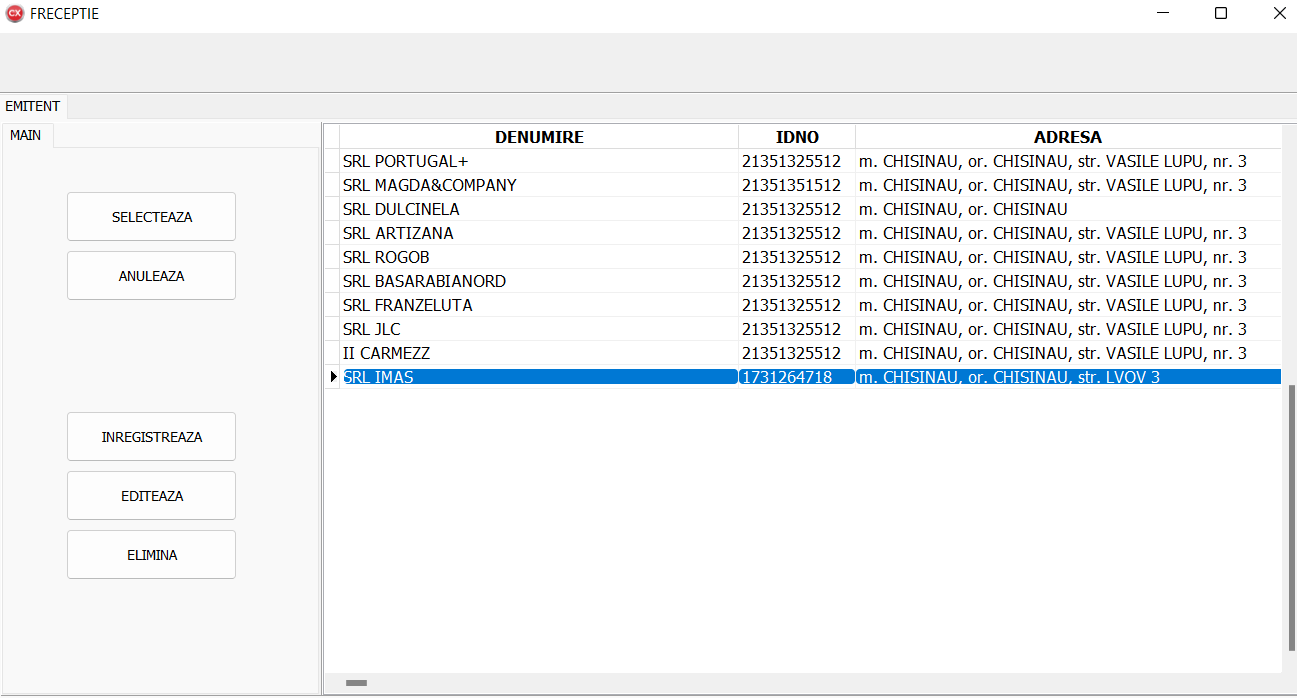 CX FRECEPTIE
EMITENT
MAIN
SELECTEAZA
ANULEAZA
INREGISTREAZA
EDITEAZA
ELIMINA
DENUMIRE IDNO ADRESA
SRL PORTUGAL+ 21351325512 m. CHISINAU, or. CHISINAU, str. VASILE LUPU, nr. 3
SRL MAGDA&COMPANY 21351351512 m. CHISINAU, or. CHISINAU, str. VASILE LUPU, nr. 3
SRL DULCINELA 21351325512 m. CHISINAU, or. CHISINAU
SRL ARTIZANA 21351325512 m. CHISINAU, or. CHISINAU, str. VASILE LUPU, nr. 3
SRL ROGOB 21351325512 m. CHISINAU, or. CHISINAU, str. VASILE LUPU, nr. 3
SRL BASARABIANORD 21351325512 m. CHISINAU, or. CHISINAU, str. VASILE LUPU, nr. 3
SRL FRANZELUTA 21351325512 m. CHISINAU, or. CHISINAU, str. VASILE LUPU, nr. 3
SRL JLC 21351325512 m. CHISINAU, or. CHISINAU, str. VASILE LUPU, nr. 3
II CARMEZZ 21351325512 m. CHISINAU, or. CHISINAU, str. VASILE LUPU, nr. 3
SRL IMAS 1731264718 m. CHISINAU, or. CHISINAU, str. LVOV 3